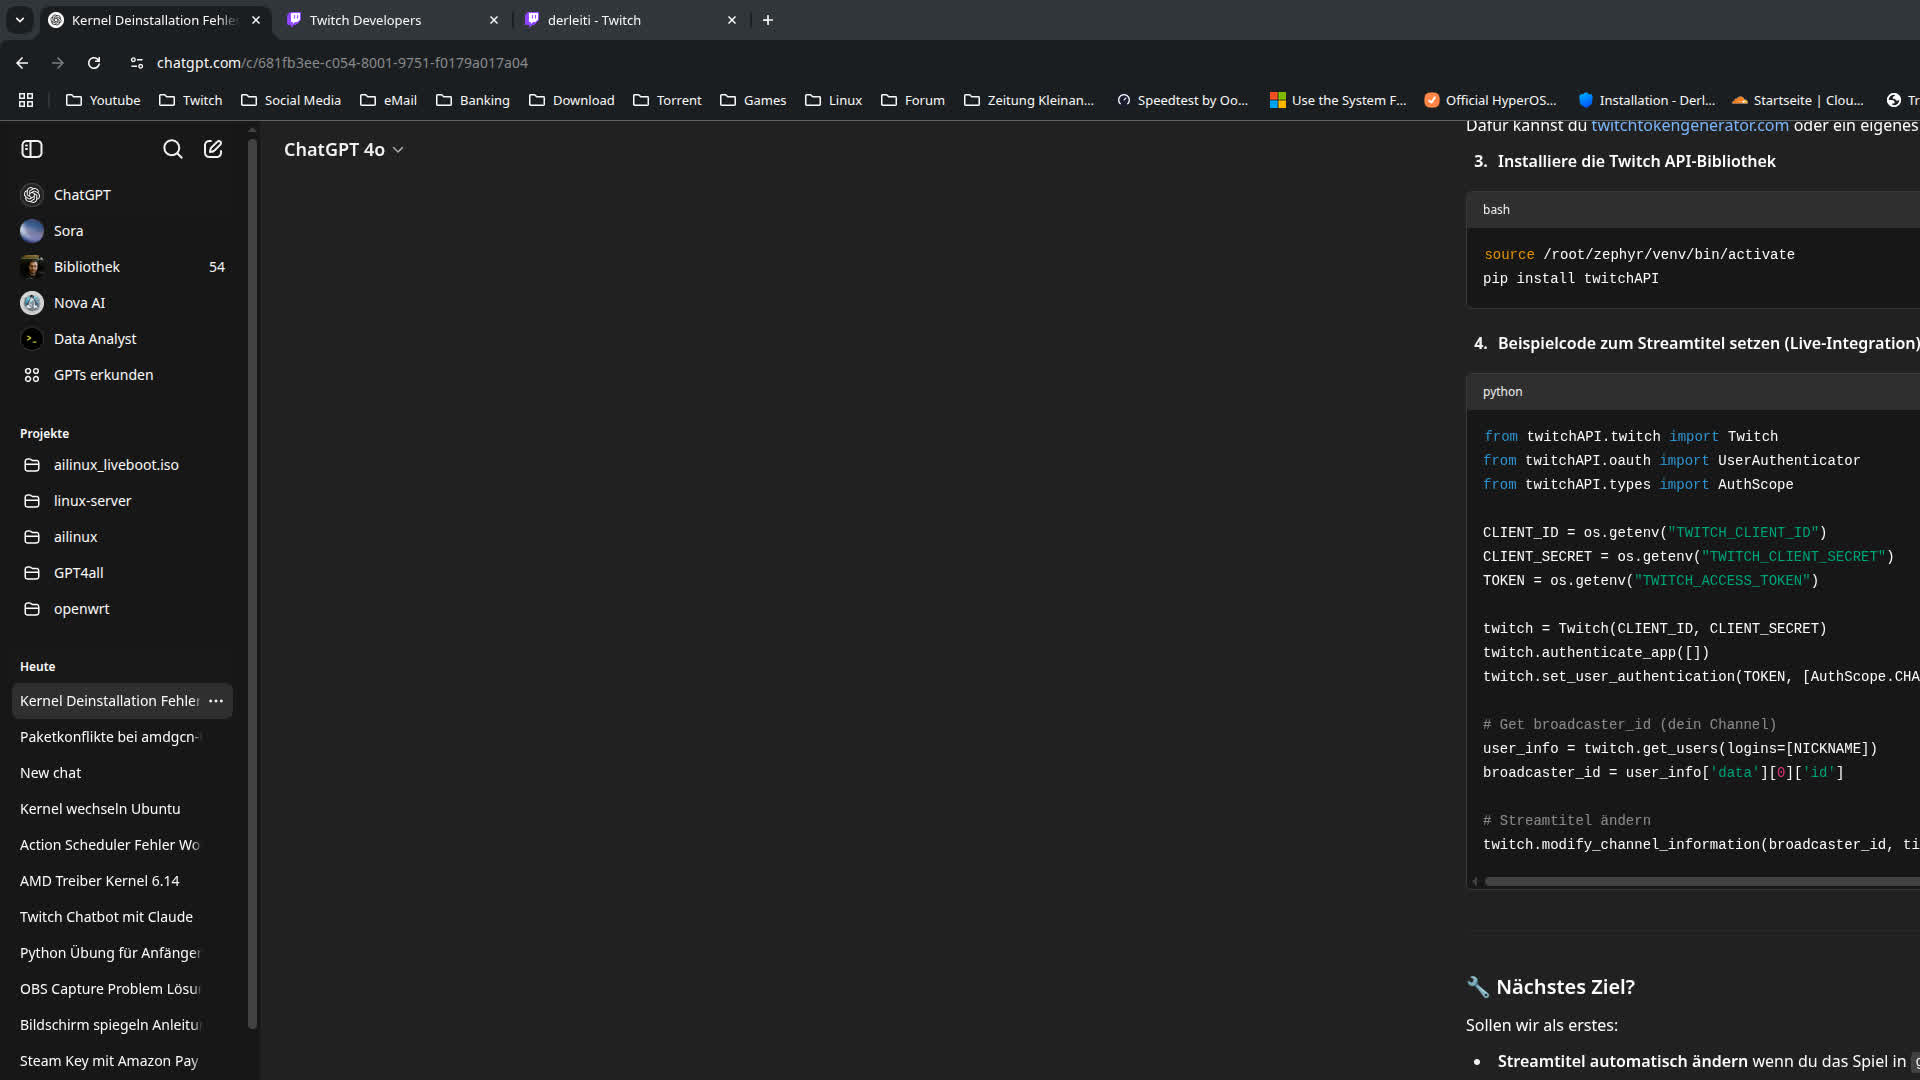 Kernel Deinstallation Fehle
Twitch Developers
derleiti - Twitch
chatgpt.com/c/681fb3ee-c054-8001-9751-f0179a017a04
Youtube
Twitch
Social Media
eMail
Banking
Download
Torrent
Games
Linux
Forum
Zeitung Kleinan...
Speedtest by Oo...
Use the System F...
Official HyperOS...
Installation - Derl...
Startseite | Clou...
Tr
ChatGPT
Sora
Bibliothek 54
Nova AI
Data Analyst
GPTs erkunden
Projekte
ailinux_liveboot.iso
linux-server
ailinux
GPT4all
openwrt
Heute
Kernel Deinstallation Fehler
Paketkonflikte bei amdgcn-
New chat
Kernel wechseln Ubuntu
Action Scheduler Fehler Wo
AMD Treiber Kernel 6.14
Twitch Chatbot mit Claude
Python Übung für Anfänger
OBS Capture Problem Lösu
Bildschirm spiegeln Anleitu
Steam Key mit Amazon Pay
ChatGPT 4o
Dafür kannst du twitchtokengenerator.com oder ein eigenes
3. Installiere die Twitch API-Bibliothek
bash
source /root/zephyr/venv/bin/activate
pip install twitchAPI
4. Beispielcode zum Streamtitel setzen (Live-Integration)
python
from twitchAPI.twitch import Twitch
from twitchAPI.oauth import UserAuthenticator
from twitchAPI.types import AuthScope
CLIENT_ID = os.getenv("TWITCH_CLIENT_ID")
CLIENT_SECRET = os.getenv("TWITCH_CLIENT_SECRET")
TOKEN = os.getenv("TWITCH_ACCESS_TOKEN")
twitch = Twitch(CLIENT_ID, CLIENT_SECRET)
twitch.authenticate_app([])
twitch.set_user_authentication(TOKEN, [AuthScope.CHA
# Get broadcaster_id (dein Channel)
user_info = twitch.get_users(logins=[NICKNAME])
broadcaster_id = user_info['data'][0]['id']
# Streamtitel ändern
twitch.modify_channel_information(broadcaster_id, ti
🔧 Nächstes Ziel?
Sollen wir als erstes:
• Streamtitel automatisch ändern wenn du das Spiel in g